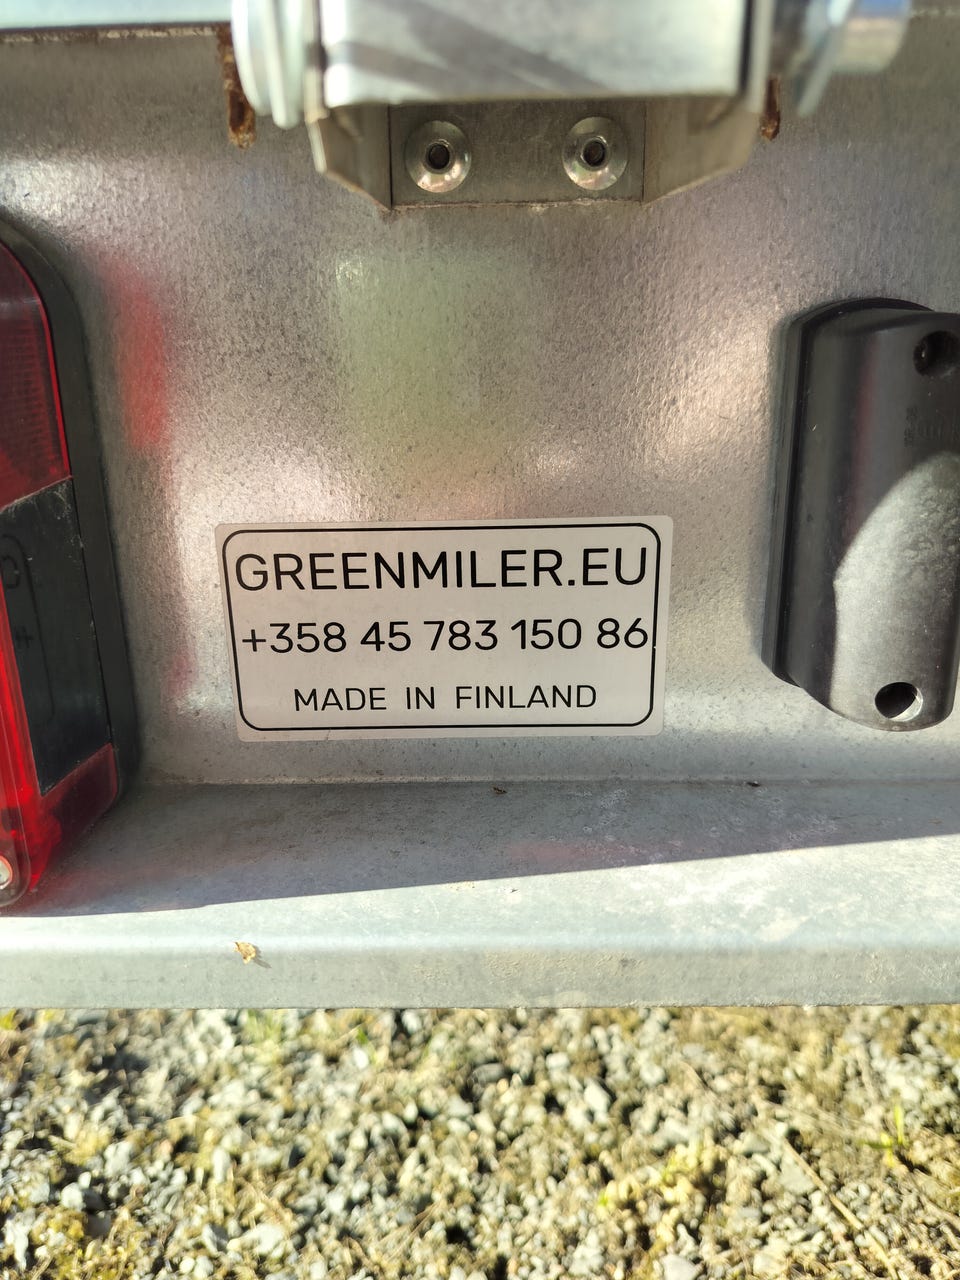 GREENMILER.EU
+358 45 783 150 86
MADE IN FINLAND